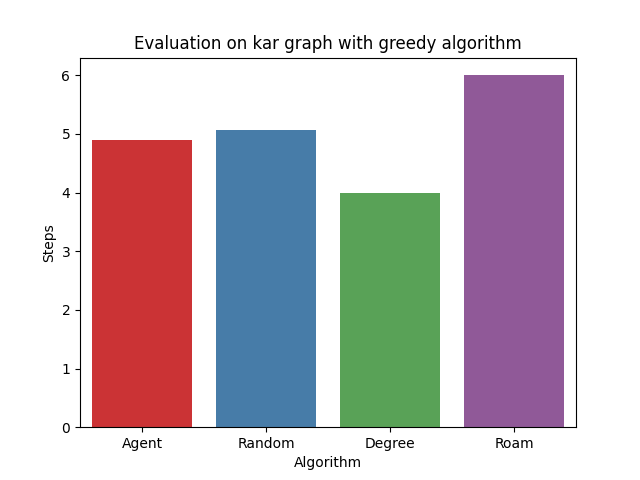 Evaluation on kar graph with greedy algorithm
6
5
4
3
2
1
0
Steps
Agent Random Degree Roam
Algorithm